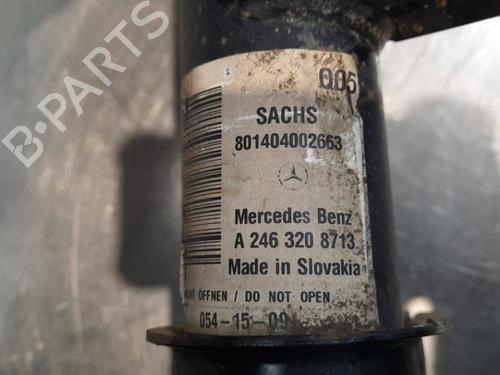 B-PARTS
005
SACHS
801404002663
Mercedes Benz
A 246 320 8713
Made in Slovakia
ÖFFNEN / DO NOT OPEN
054-15-09